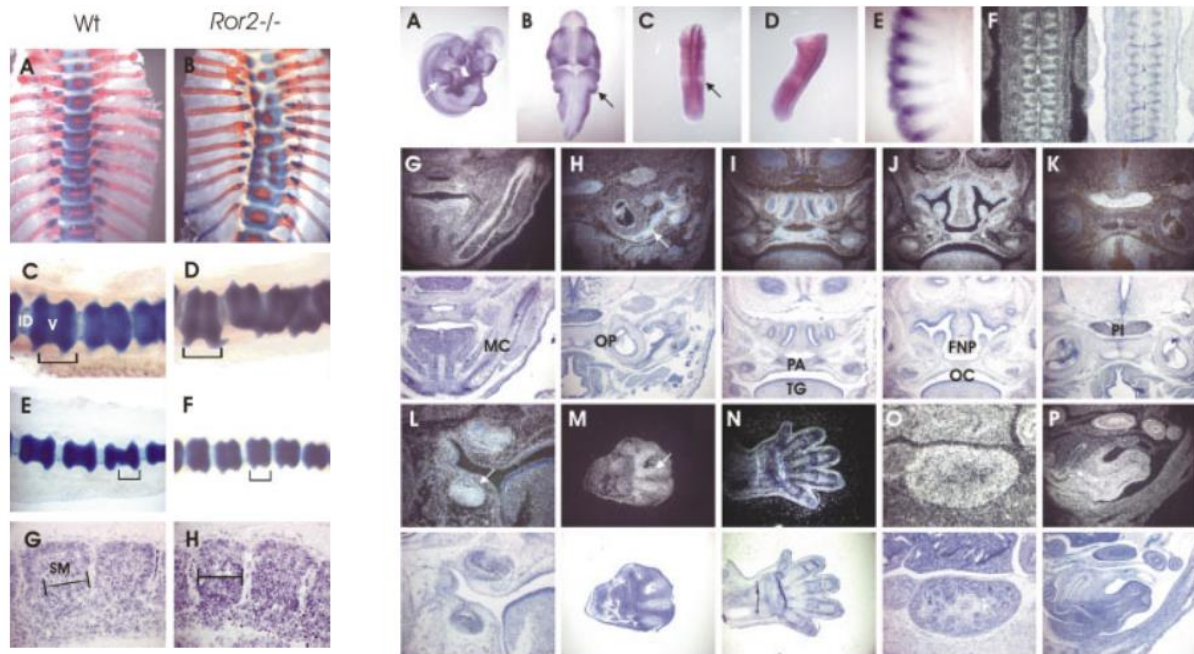 Wt Ror2-/-
A B
C D
ID V
E F
G H
SM
A B C D E F
G H I J K
MC OP PA TG FNP OC PI
L M N O P